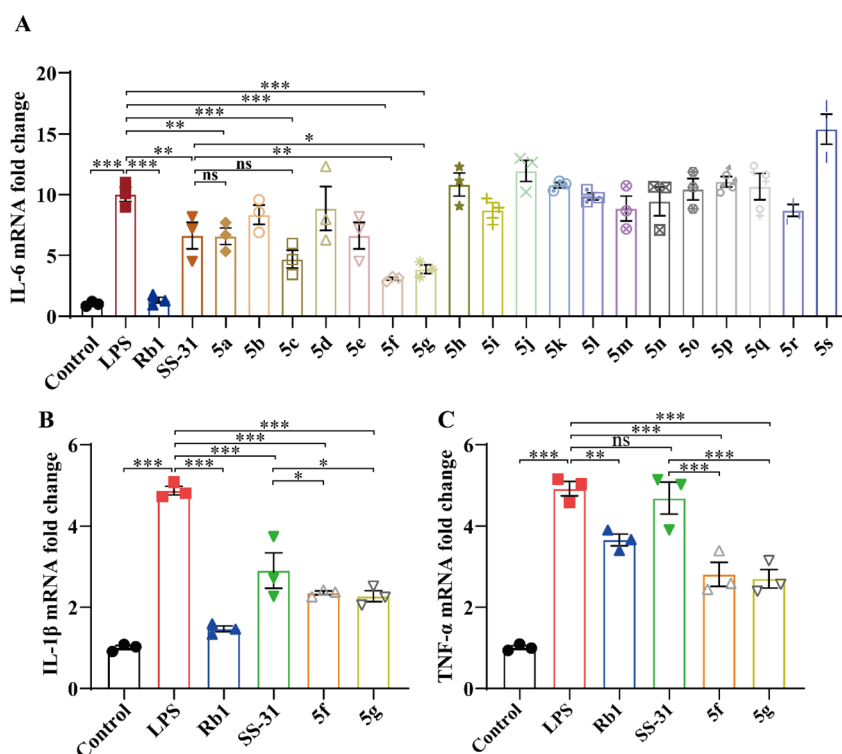 A
IL-6 mRNA fold change
20
15
10
5
0
***
***
***
**
*
**
**
ns
*** ***
ns
Control LPS Rb1 SS-31 5a 5b 5c 5d 5e 5f 5g 5h 5i 5j 5k 5l 5m 5n 5o 5p 5q 5r 5s
B
IL-1β mRNA fold change
8
6
4
2
0
***
***
***
*** ***
*
*
Control LPS Rb1 SS-31 5f 5g
C
TNF-α mRNA fold change
6
4
2
0
***
***
ns
*** **
***
***
Control LPS Rb1 SS-31 5f 5g